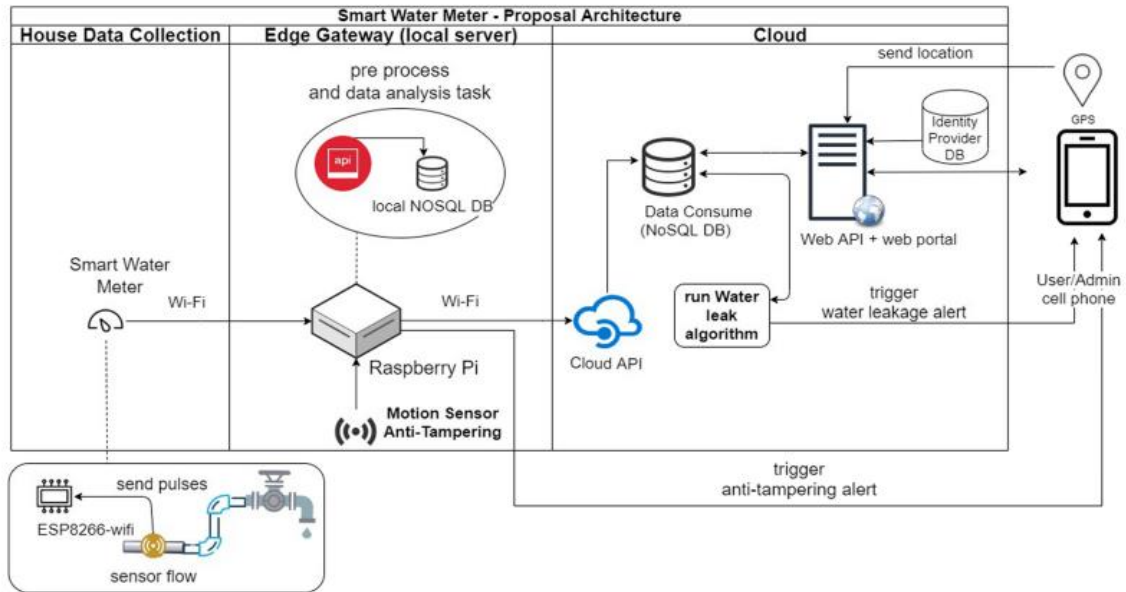 Smart Water Meter - Proposal Architecture
House Data Collection
Edge Gateway (local server)
Cloud
pre process
and data analysis task
api
local NOSQL DB
Smart Water
Meter
Wi-Fi
Raspberry Pi
Motion Sensor
Anti-Tampering
Wi-Fi
Cloud API
Data Consume
(NoSQL DB)
run Water
leak
algorithm
send location
Identity
Provider
DB
Web API + web portal
GPS
User/Admin
cell phone
trigger
water leakage alert
trigger
anti-tampering alert
send pulses
ESP8266-wifi
sensor flow